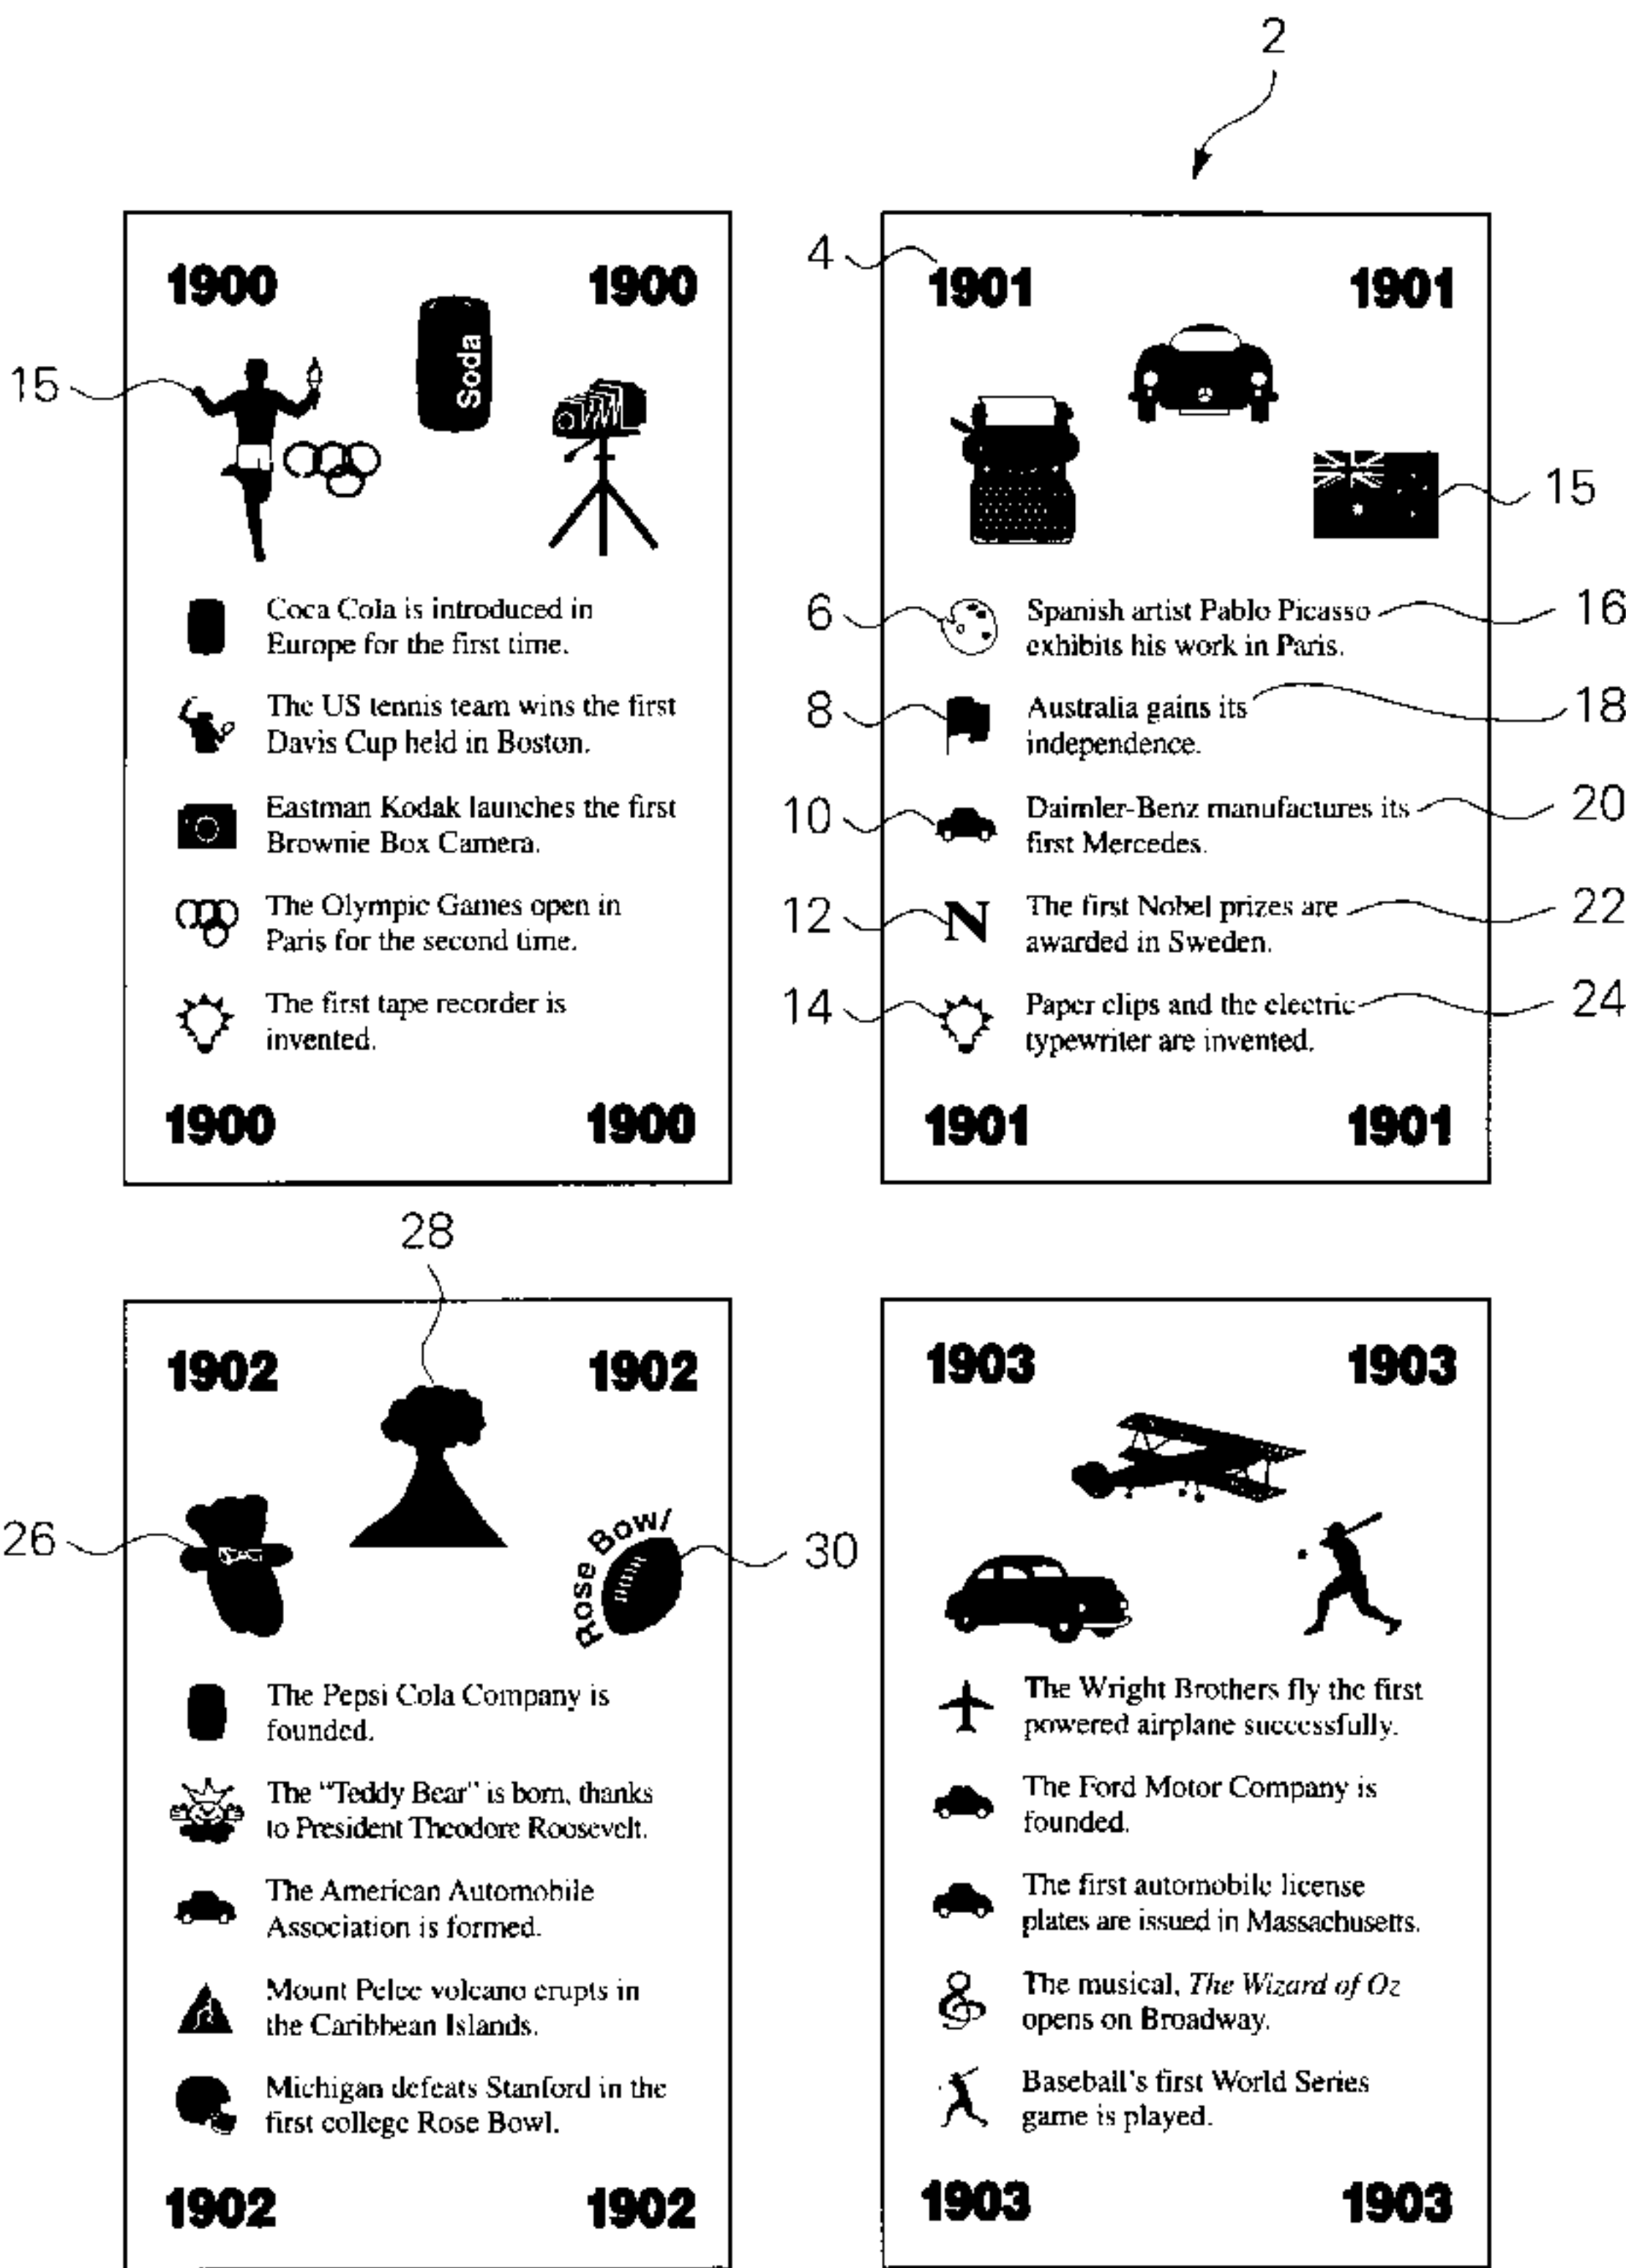 2
1900 1900
15
Soda
Coca Cola is introduced in
Europe for the first time.
The US tennis team wins the first
Davis Cup held in Boston.
Eastman Kodak launches the first
Brownie Box Camera.
The Olympic Games open in
Paris for the second time.
The first tape recorder is
invented.
1900 1900
4
1901 1901
15
6
Spanish artist Pablo Picasso
16
exhibits his work in Paris.
8
Australia gains its
18
independence.
10
Daimler-Benz manufactures its
20
first Mercedes.
12
N
The first Nobel prizes are
22
awarded in Sweden.
14
Paper clips and the electric
24
typewriter are invented.
1901 1901
28
1902 1902
26
Rose Bowl
30
The Pepsi Cola Company is
founded.
The "Teddy Bear" is born, thanks
to President Theodore Roosevelt.
The American Automobile
Association is formed.
Mount Pelee volcano erupts in
the Caribbean Islands.
Michigan defeats Stanford in the
first college Rose Bowl.
1902 1902
1903 1903
The Wright Brothers fly the first
powered airplane successfully.
The Ford Motor Company is
founded.
The first automobile license
plates are issued in Massachusetts.
The musical, The Wizard of Oz
opens on Broadway.
Baseball's first World Series
game is played.
1903 1903